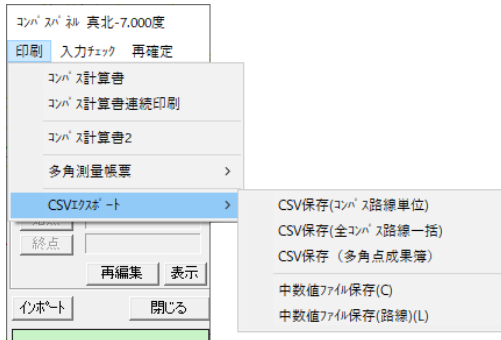 ｺﾝﾊﾟｽﾊﾟﾈﾙ 真北-7.000度
印刷 入力ﾁｪｯｸ 再確定
ｺﾝﾊﾟｽ計算書
ｺﾝﾊﾟｽ計算書連続印刷
ｺﾝﾊﾟｽ計算書2
多角測量帳票 >
CSVｴｸｽﾎﾟｰﾄ >
CSV保存(ｺﾝﾊﾟｽ路線単位)
CSV保存(全ｺﾝﾊﾟｽ路線一括)
CSV保存（多角点成果簿）
中数値ﾌｧｲﾙ保存(C)
中数値ﾌｧｲﾙ保存(路線)(L)
終点
再編集 表示
ｲﾝﾎﾟｰﾄ 閉じる